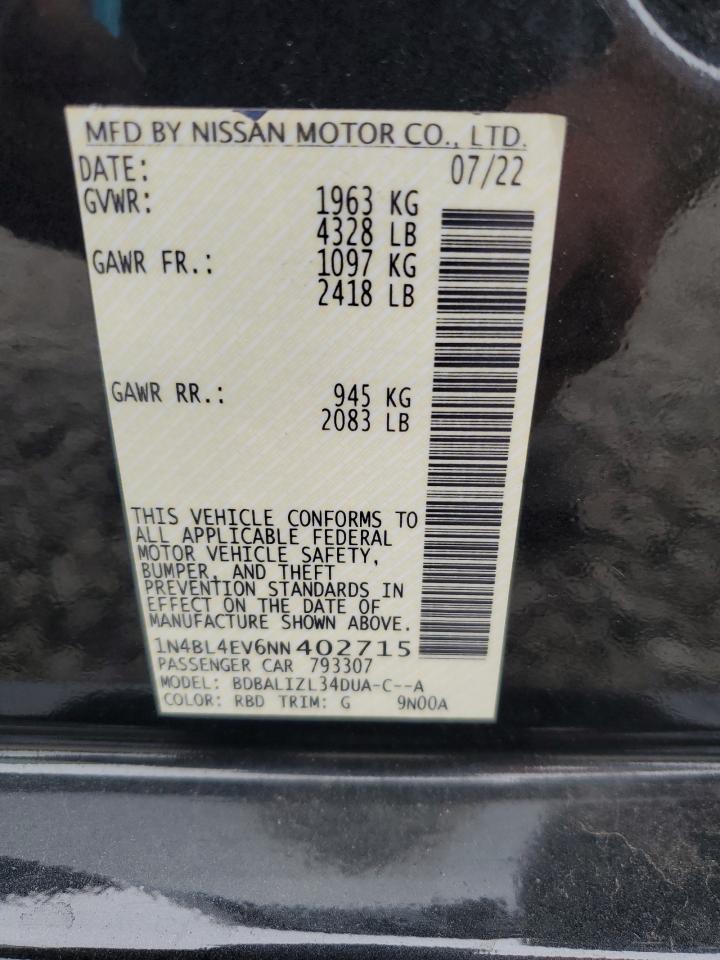 MFD BY NISSAN MOTOR CO., LTD.
DATE: 07/22
GVWR: 1963 KG
4328 LB
GAWR FR.: 1097 KG
2418 LB
GAWR RR.: 945 KG
2083 LB
THIS VEHICLE CONFORMS TO
ALL APPLICABLE FEDERAL
MOTOR VEHICLE SAFETY,
BUMPER, AND THEFT
PREVENTION STANDARDS IN
EFFECT ON THE DATE OF
MANUFACTURE SHOWN ABOVE.
1N4BL4EV6NN402715
PASSENGER CAR 793307
MODEL: BDBALIZL34DUA-C--A
COLOR: RBD TRIM: G 9N00A